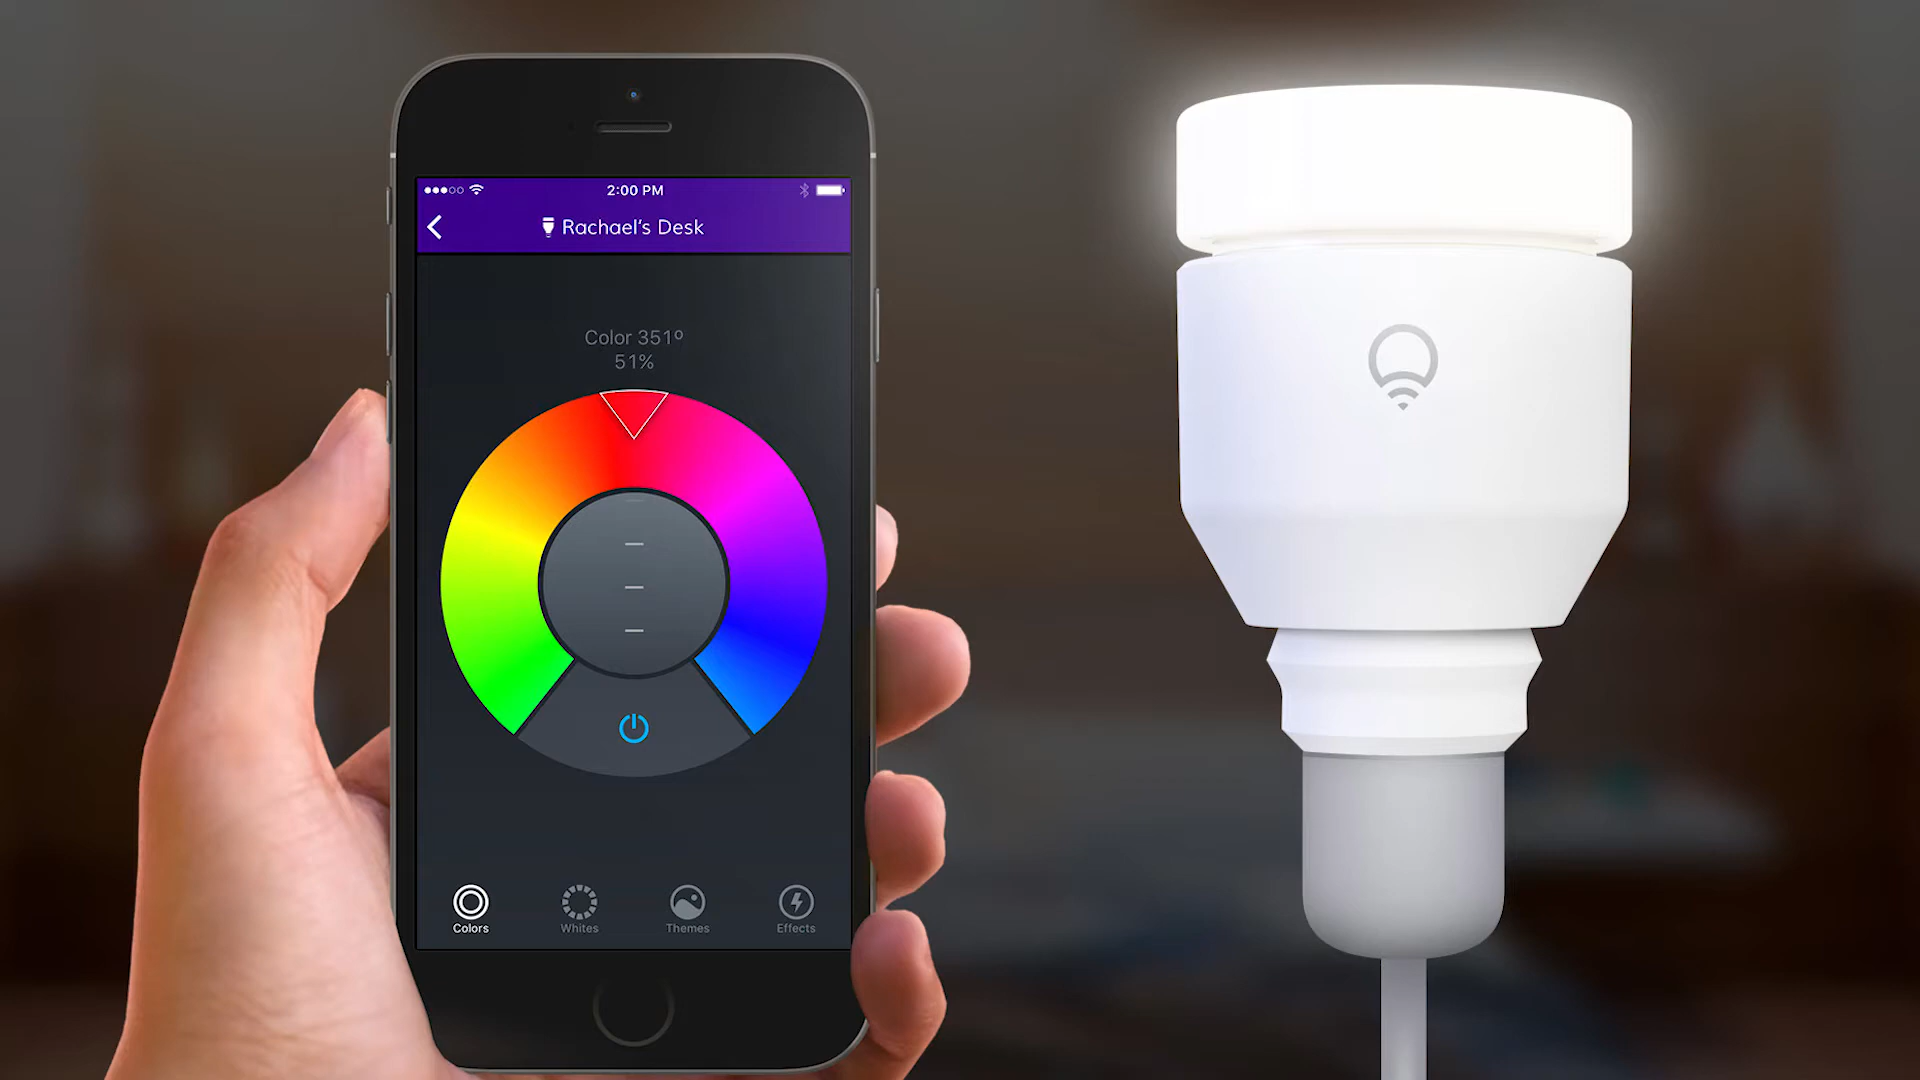 2:00 PM
Rachael's Desk
Color 351º
51%
Colors
Whites
Themes
Effects